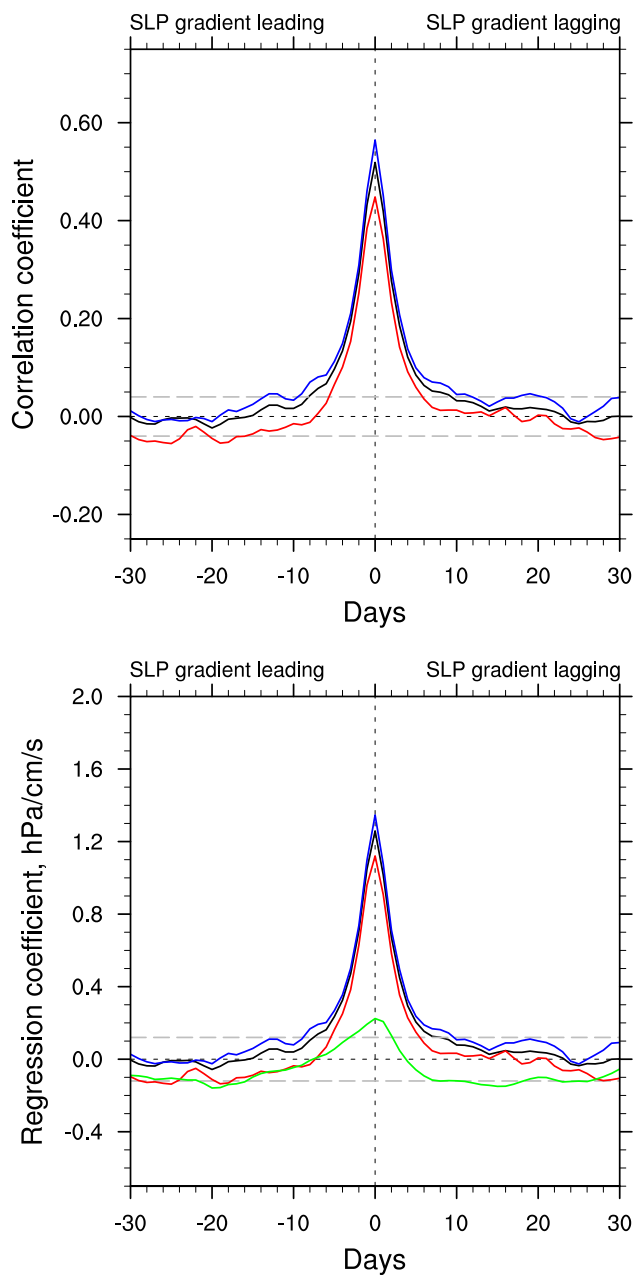 SLP gradient leading SLP gradient lagging
0.60
0.40
0.20
0.00
-0.20
Correlation coefficient
-30 -20 -10 0 10 20 30
Days
SLP gradient leading SLP gradient lagging
2.0
1.6
1.2
0.8
0.4
0.0
-0.4
Regression coefficient, hPa/cm/s
-30 -20 -10 0 10 20 30
Days